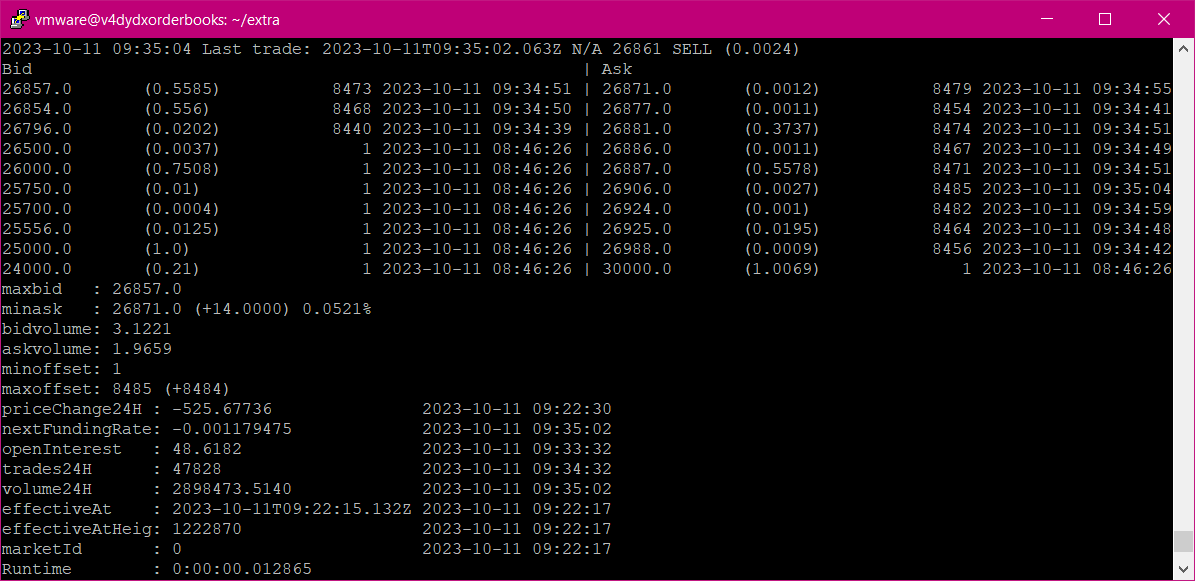 vmware@v4dydxorderbooks: ~/extra
2023-10-11 09:35:04 Last trade: 2023-10-11T09:35:02.063Z N/A 26861 SELL (0.0024)
Bid | Ask
26857.0 (0.5585) 8473 2023-10-11 09:34:51 | 26871.0 (0.0012) 8479 2023-10-11 09:34:55
26854.0 (0.556) 8468 2023-10-11 09:34:50 | 26877.0 (0.0011) 8454 2023-10-11 09:34:41
26796.0 (0.0202) 8440 2023-10-11 09:34:39 | 26881.0 (0.3737) 8474 2023-10-11 09:34:51
26500.0 (0.0037) 1 2023-10-11 08:46:26 | 26886.0 (0.0011) 8467 2023-10-11 09:34:49
26000.0 (0.7508) 1 2023-10-11 08:46:26 | 26887.0 (0.5578) 8471 2023-10-11 09:34:51
25750.0 (0.01) 1 2023-10-11 08:46:26 | 26906.0 (0.0027) 8485 2023-10-11 09:35:04
25700.0 (0.0004) 1 2023-10-11 08:46:26 | 26924.0 (0.001) 8482 2023-10-11 09:34:59
25556.0 (0.0125) 1 2023-10-11 08:46:26 | 26925.0 (0.0195) 8464 2023-10-11 09:34:48
25000.0 (1.0) 1 2023-10-11 08:46:26 | 26988.0 (0.0009) 8456 2023-10-11 09:34:42
24000.0 (0.21) 1 2023-10-11 08:46:26 | 30000.0 (1.0069) 1 2023-10-11 08:46:26
maxbid : 26857.0
minask : 26871.0 (+14.0000) 0.0521%
bidvolume: 3.1221
askvolume: 1.9659
minoffset: 1
maxoffset: 8485 (+8484)
priceChange24H : -525.67736 2023-10-11 09:22:30
nextFundingRate: -0.001179475 2023-10-11 09:35:02
openInterest : 48.6182 2023-10-11 09:33:32
trades24H : 47828 2023-10-11 09:34:32
volume24H : 2898473.5140 2023-10-11 09:35:02
effectiveAt : 2023-10-11T09:22:15.132Z 2023-10-11 09:22:17
effectiveAtHeig: 1222870 2023-10-11 09:22:17
marketId : 0 2023-10-11 09:22:17
Runtime : 0:00:00.012865